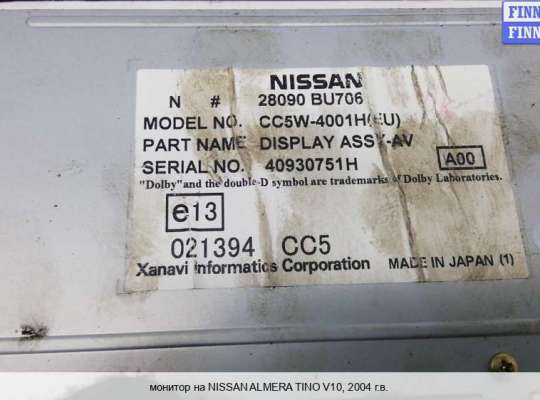 FINN
FINN
NISSAN
N # 28090 BU706
MODEL NO. CC5W-4001H(EU)
PART NAME DISPLAY ASSY-AV
SERIAL NO. 40930751H
A00
"Dolby"and the double-D symbol are trademarks of Dolby Laboratories.
e13
021394 CC5
Xanavi Informatics Corporation MADE IN JAPAN (1)
монитор на NISSAN ALMERA TINO V10, 2004 г.в.